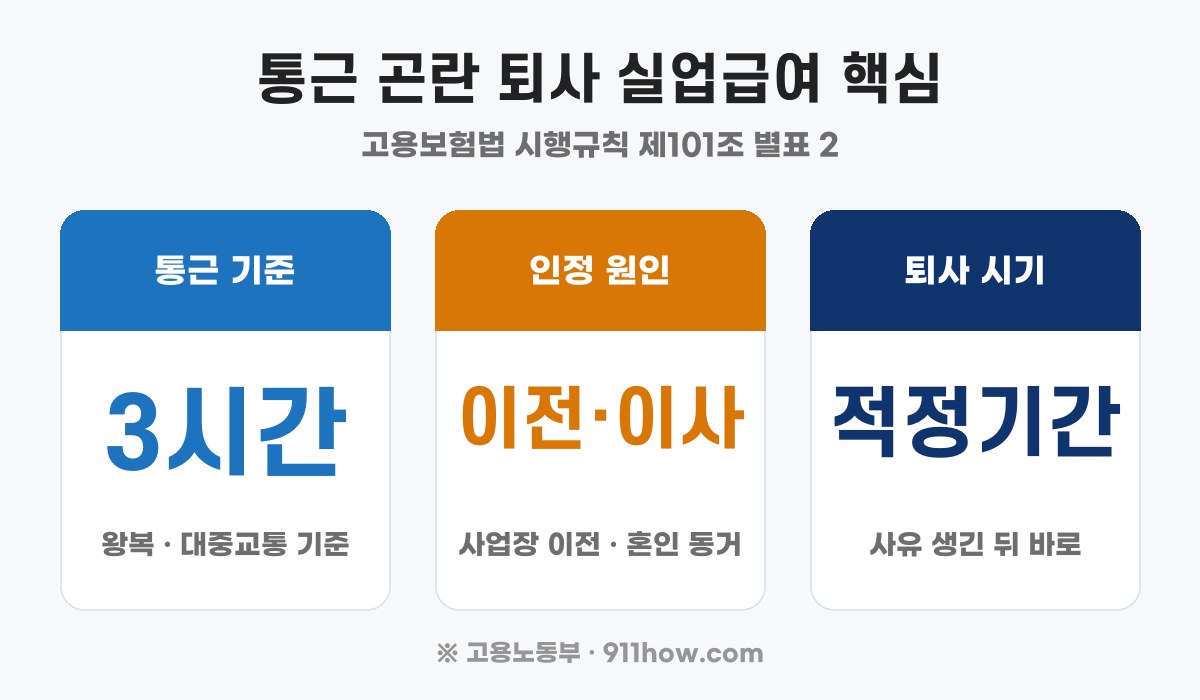 통근 곤란 퇴사 실업급여 핵심
고용보험법 시행규칙 제101조 별표 2
통근 기준
3시간
왕복 · 대중교통 기준
인정 원인
이전·이사
사업장 이전 · 혼인 동거
퇴사 시기
적정기간
사유 생긴 뒤 바로
※ 고용노동부 · 911how.com